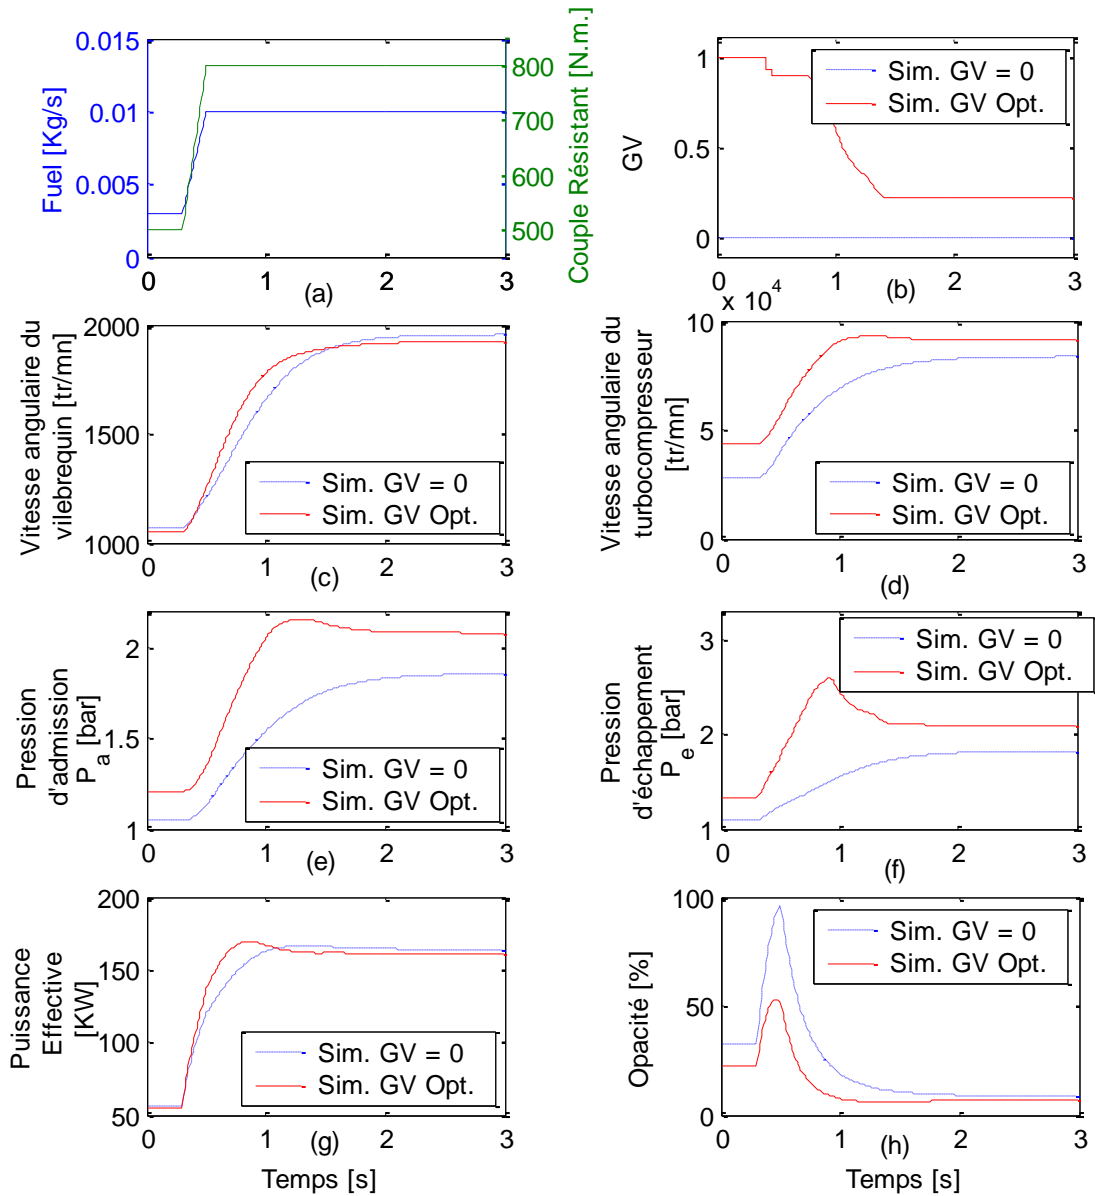 0.015
0.01
0.005
0
Fuel [Kg/s]
800
700
600
500
Couple Résistant [N.m.]
0 1 2 3
(a)
1
0.5
0
GV
Sim. GV = 0
Sim. GV Opt.
0 1 2 3
(b)
2000
1500
1000
Vitesse angulaire du
vilebrequin [tr/mn]
Sim. GV = 0
Sim. GV Opt.
0 1 2 3
(c)
x 10^4
10
5
0
Vitesse angulaire du
turbocompresseur
[tr/mn]
Sim. GV = 0
Sim. GV Opt.
0 1 2 3
(d)
2
1.5
1
Pression
d'admission
P_a [bar]
Sim. GV = 0
Sim. GV Opt.
0 1 2 3
(e)
3
2
1
Pression
d'échappement
P_e [bar]
Sim. GV = 0
Sim. GV Opt.
0 1 2 3
(f)
200
150
100
50
Puissance
Effective
[KW]
Sim. GV = 0
Sim. GV Opt.
0 1 2 3
(g)
Temps [s]
100
50
0
Opacité [%]
Sim. GV = 0
Sim. GV Opt.
0 1 2 3
(h)
Temps [s]